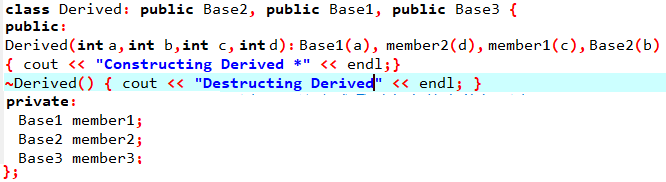 class Derived: public Base2, public Base1, public Base3 {
public:
Derived(int a,int b,int c,int d):Base1(a), member2(d),member1(c),Base2(b)
{ cout << "Constructing Derived *" << endl;}
~Derived() { cout << "Destructing Derived" << endl; }
private:
Base1 member1;
Base2 member2;
Base3 member3;
};